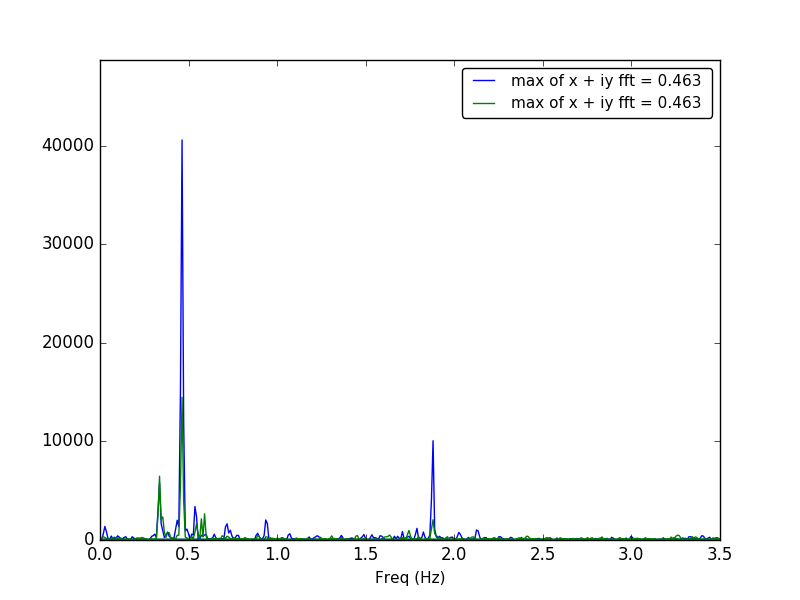 max of x + iy fft = 0.463
max of x + iy fft = 0.463
40000
30000
20000
10000
0
0.0 0.5 1.0 1.5 2.0 2.5 3.0 3.5
Freq (Hz)